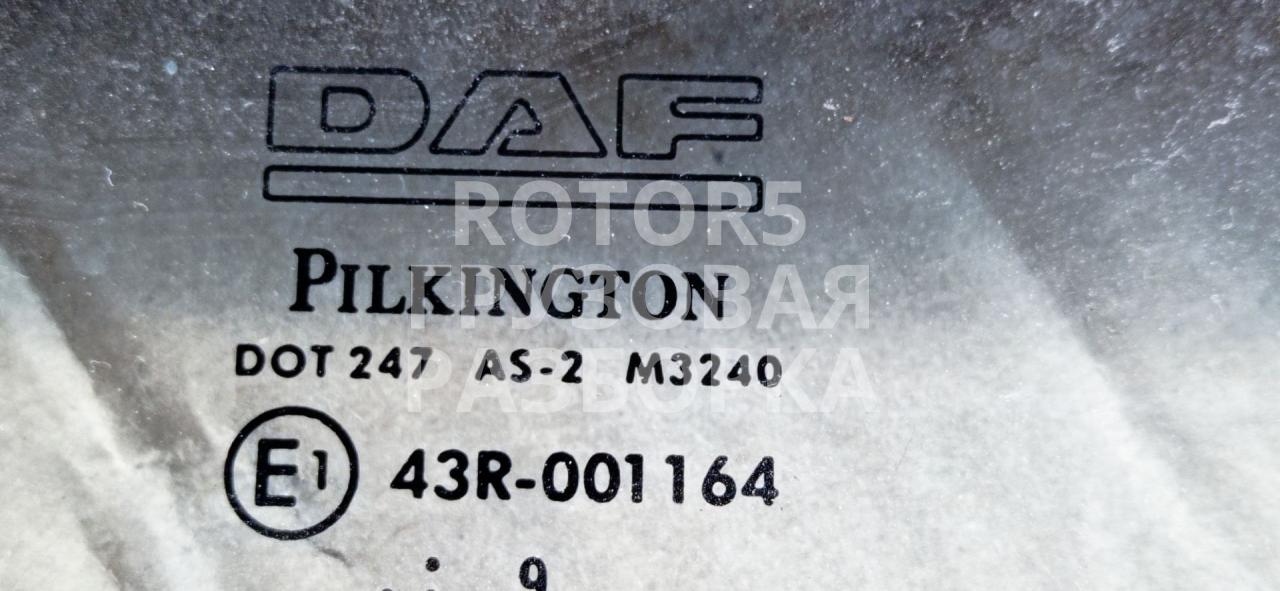 DAF
ROTOR5
PILKINGTON
ГРУЗОВАЯ
DOT 247 AS-2 M3240
РАЗБОРКА
E1 43R-001164
9